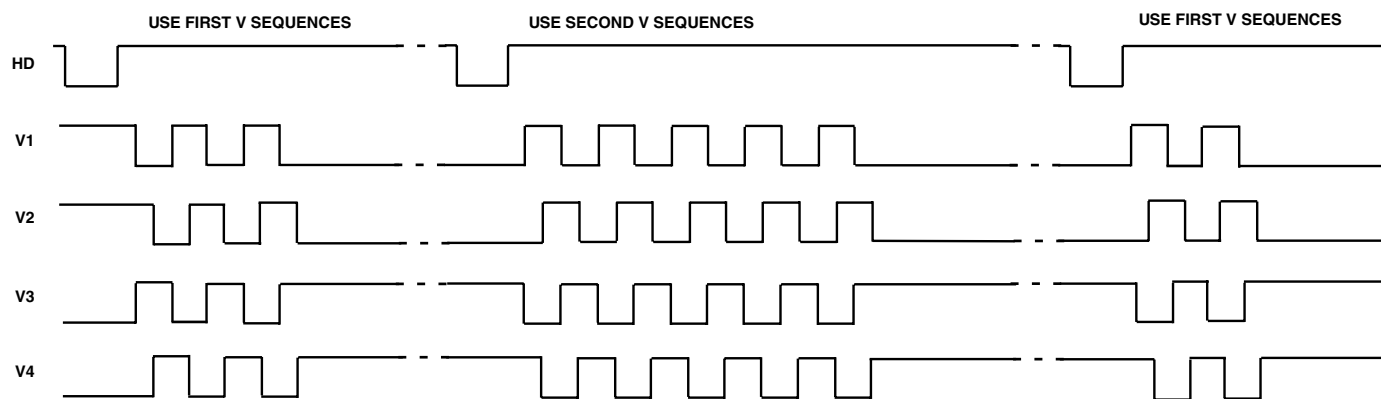 USE FIRST V SEQUENCES
USE SECOND V SEQUENCES
USE FIRST V SEQUENCES
HD
V1
V2
V3
V4